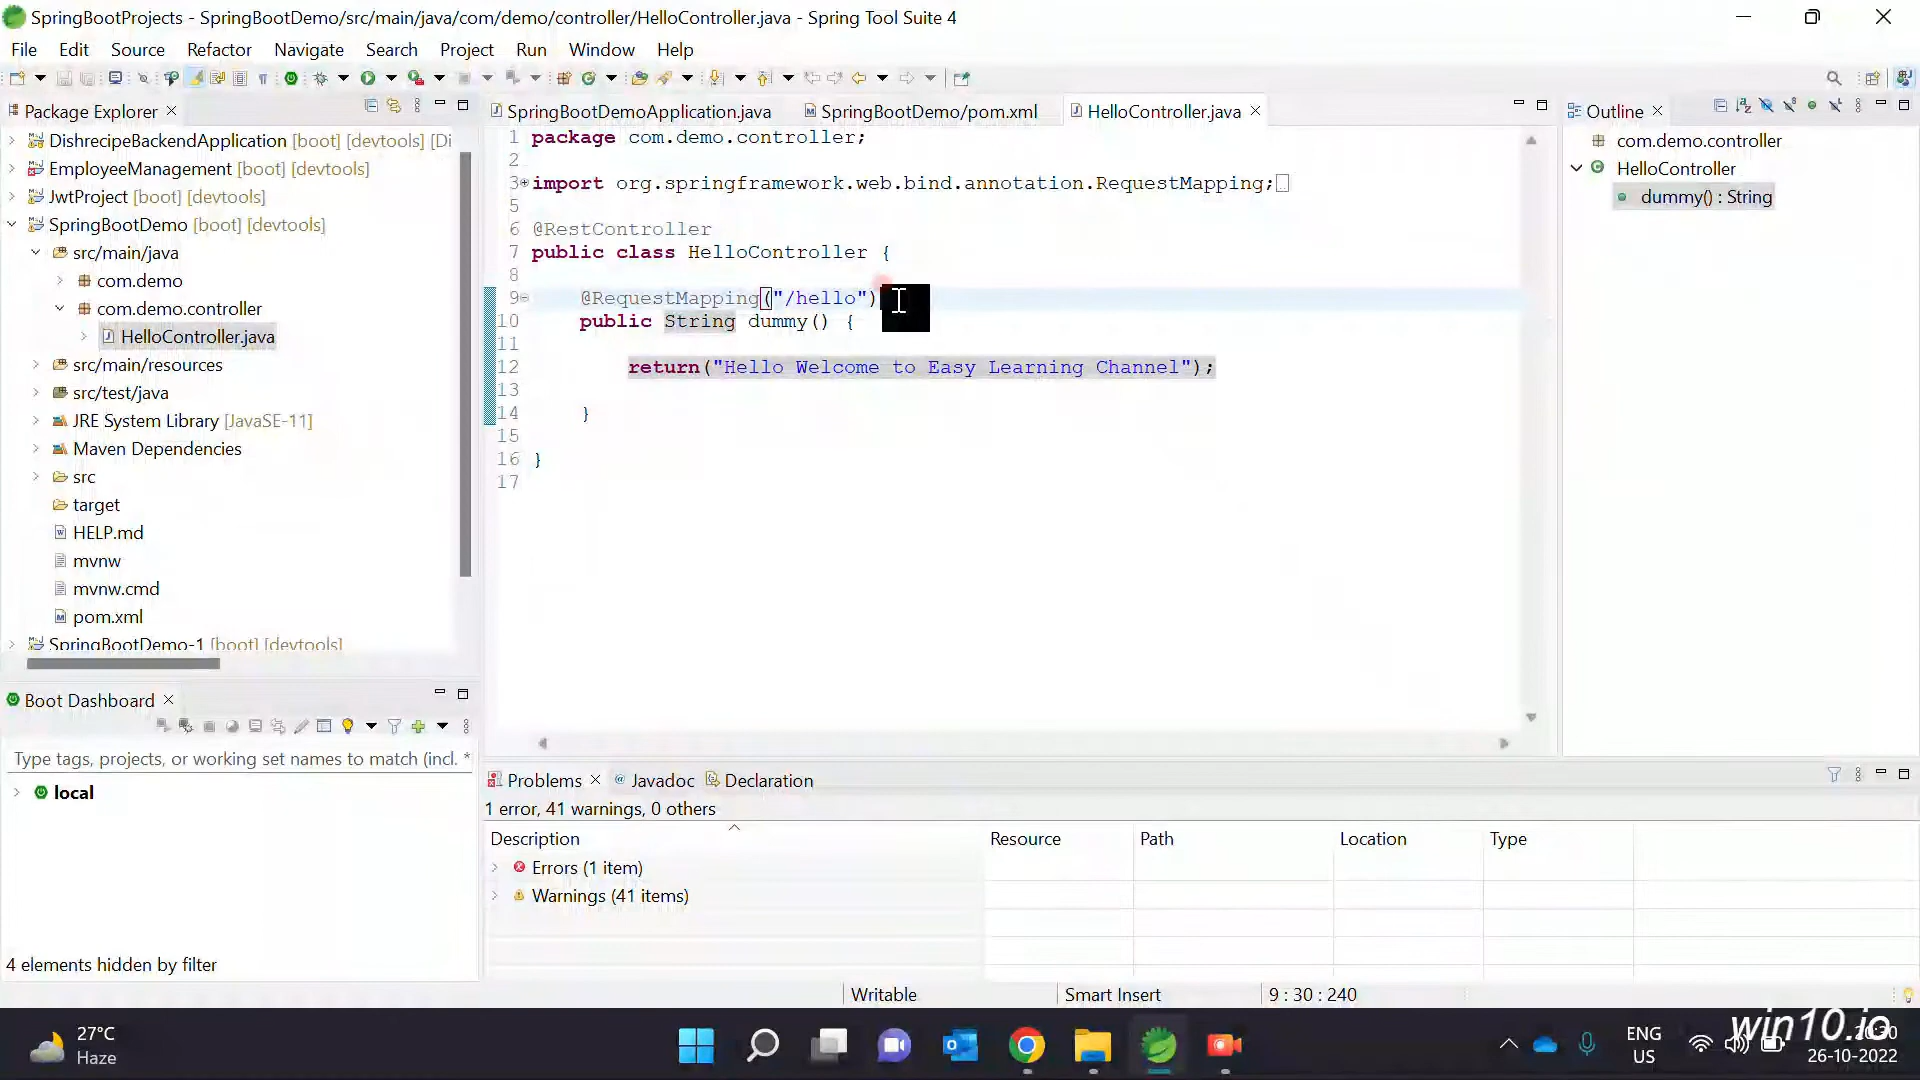 SpringBootProjects - SpringBootDemo/src/main/java/com/demo/controller/HelloController.java - Spring Tool Suite 4
File Edit Source Refactor Navigate Search Project Run Window Help
Package Explorer
DishrecipeBackendApplication [boot] [devtools] [Di
EmployeeManagement [boot] [devtools]
JwtProject [boot] [devtools]
SpringBootDemo [boot] [devtools]
src/main/java
com.demo
com.demo.controller
HelloController.java
src/main/resources
src/test/java
JRE System Library [JavaSE-11]
Maven Dependencies
src
target
HELP.md
mvnw
mvnw.cmd
pom.xml
SpringBootDemo-1 [boot] [devtools]
Boot Dashboard
Type tags, projects, or working set names to match (incl. *
local
4 elements hidden by filter
SpringBootDemoApplication.java SpringBootDemo/pom.xml HelloController.java
1 package com.demo.controller;
2
3 import org.springframework.web.bind.annotation.RequestMapping;
5
6 @RestController
7 public class HelloController {
8
9 @RequestMapping("/hello")
10 public String dummy() {
11
12 return("Hello Welcome to Easy Learning Channel");
13
14 }
15
16 }
17
Outline
com.demo.controller
HelloController
dummy() : String
Problems Javadoc Declaration
1 error, 41 warnings, 0 others
Description Resource Path Location Type
Errors (1 item)
Warnings (41 items)
Writable Smart Insert 9 : 30 : 240
27°C
Haze
ENG
US
20:30
26-10-2022
win10.io